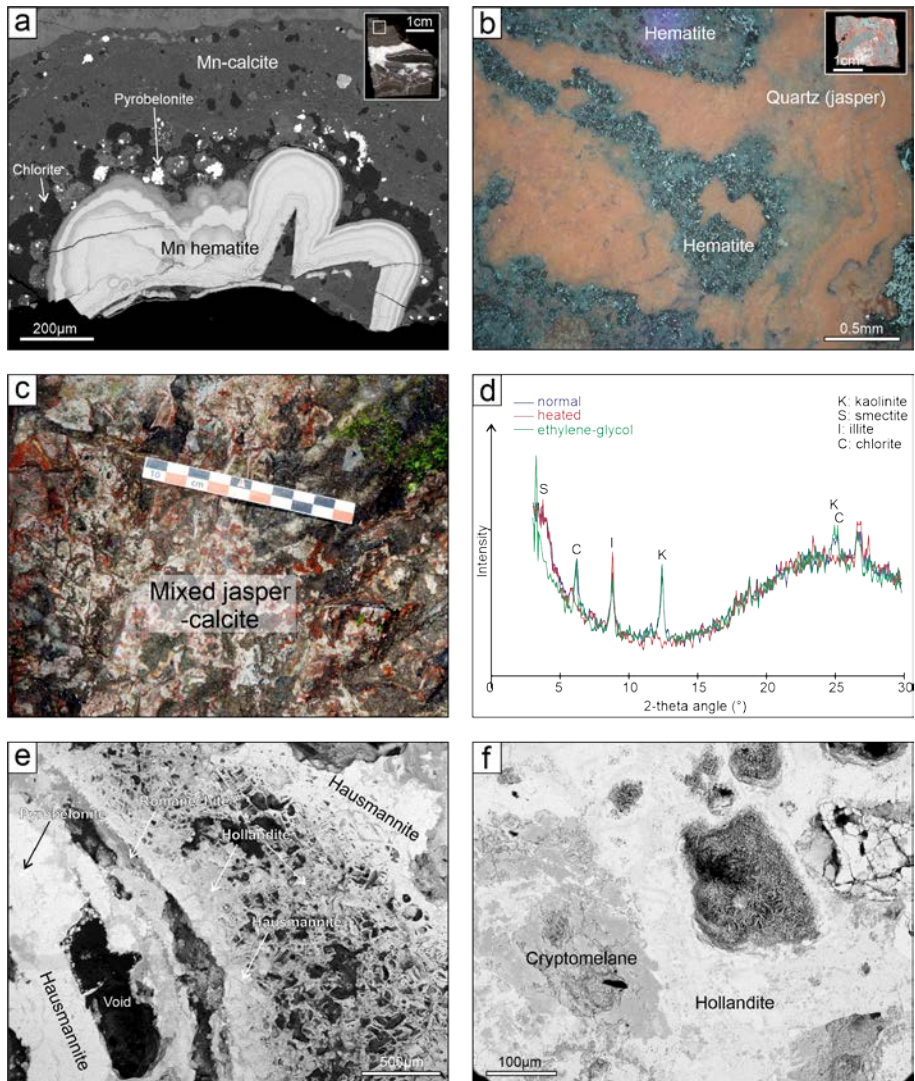 a
1cm
Mn-calcite
Pyrobelonite
Chlorite
Mn hematite
200µm
b
Hematite
1cm
Quartz (jasper)
Hematite
0.5mm
c
10
cm
Mixed jasper
-calcite
d
normal
heated
ethylene-glycol
K: kaolinite
S: smectite
I: illite
C: chlorite
Intensity
S
C
I
K
K
C
0
5
10
15
20
25
30
2-theta angle (°)
e
Pyrobelonite
Romanechite
Hollandite
Hausmannite
Hausmannite
Hausmannite
Void
500µm
f
Cryptomelane
Hollandite
100µm